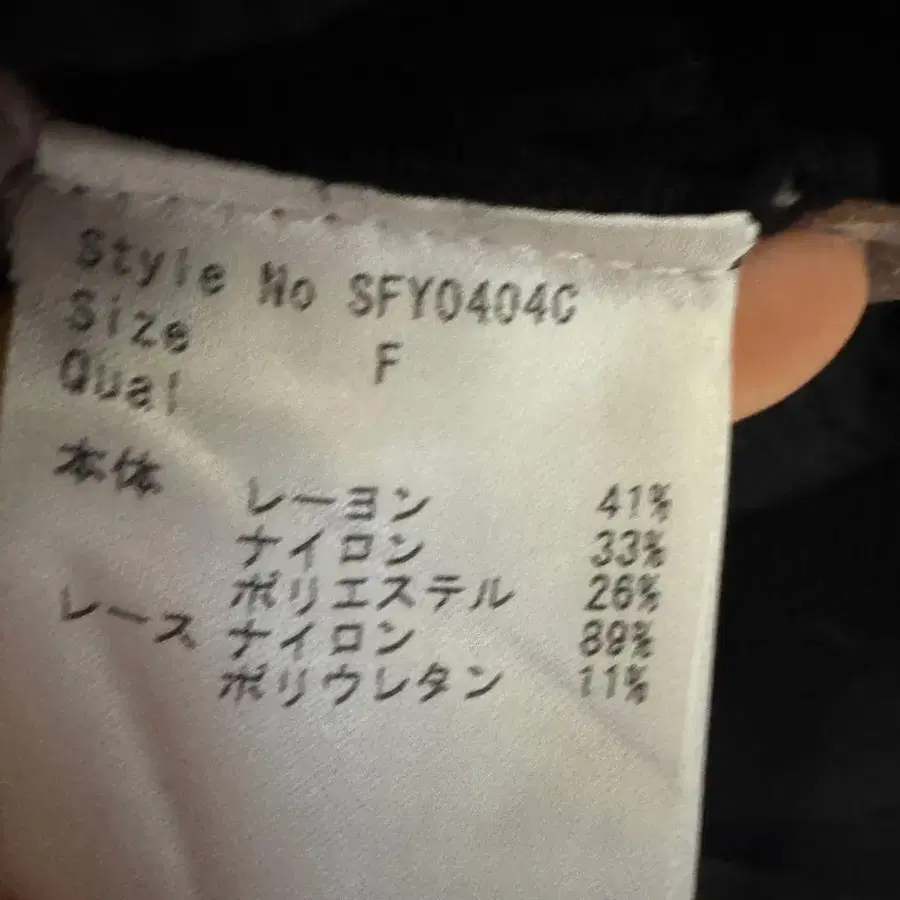 Style No SFY0404C
Size F
Qual
本体 レーヨン 41%
ナイロン 33%
ポリエステル 26%
レース ナイロン 89%
ポリウレタン 11%